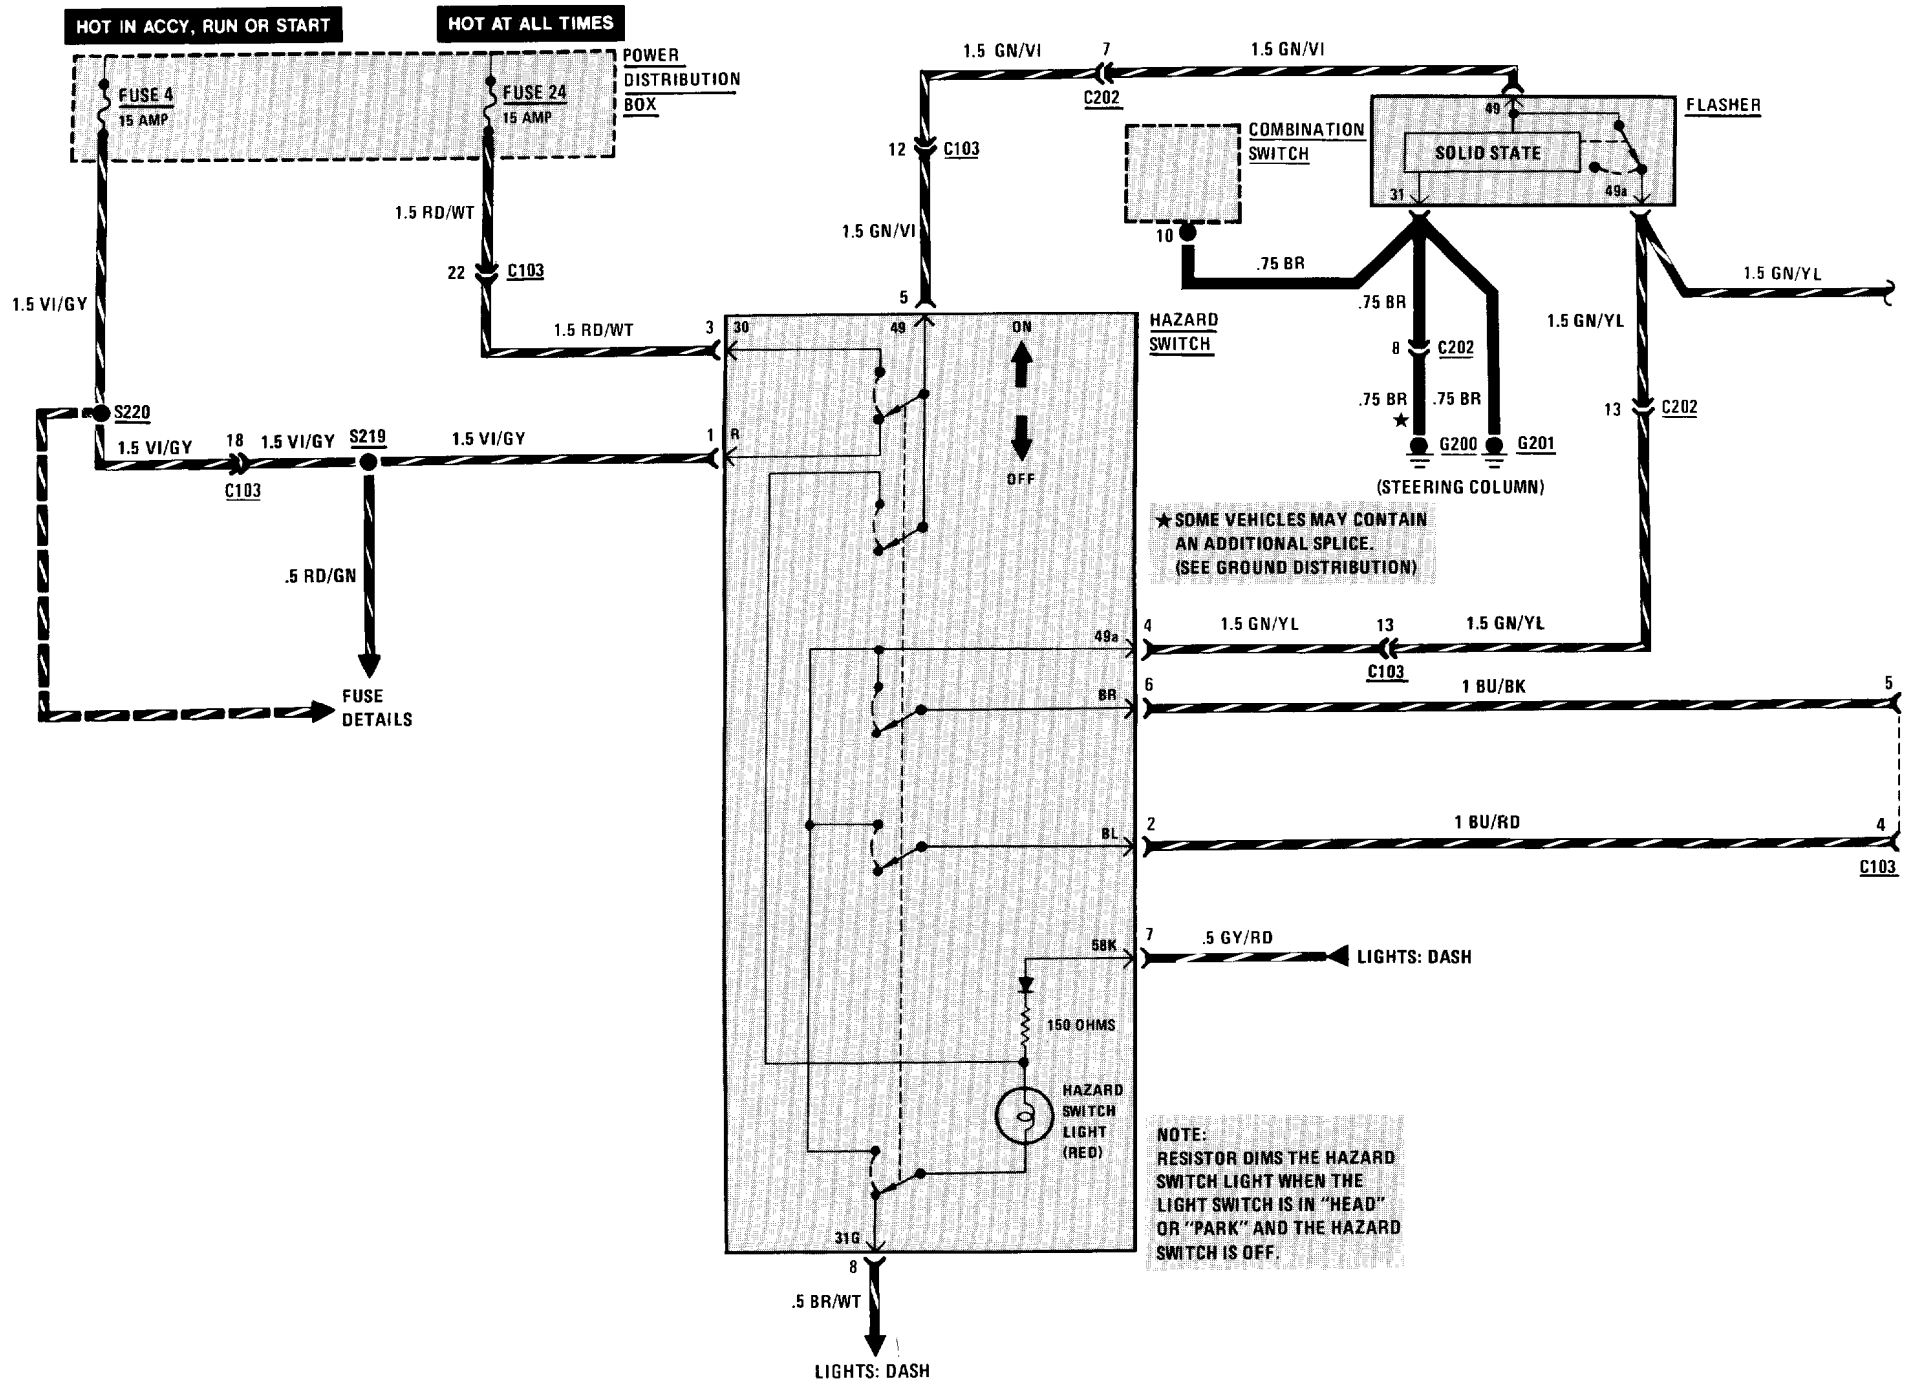 HOT IN ACCY, RUN OR START
HOT AT ALL TIMES
POWER
DISTRIBUTION
BOX
FUSE 4
15 AMP
FUSE 24
15 AMP
1.5 GN/VI
7
1.5 GN/VI
C202
FLASHER
49
SOLID STATE
31
49a
COMBINATION
SWITCH
10
12
C103
1.5 RD/WT
1.5 GN/VI
.75 BR
1.5 GN/YL
22
C103
1.5 VI/GY
5
.75 BR
1.5 GN/YL
1.5 RD/WT
3
30
49
ON
HAZARD
SWITCH
8
C202
.75 BR
.75 BR
★
13
C202
S220
1.5 VI/GY
18
1.5 VI/GY
S219
1.5 VI/GY
1
R
G200
G201
C103
OFF
(STEERING COLUMN)
★ SOME VEHICLES MAY CONTAIN
AN ADDITIONAL SPLICE.
(SEE GROUND DISTRIBUTION)
.5 RD/GN
49a
4
1.5 GN/YL
13
1.5 GN/YL
C103
FUSE
DETAILS
BR
6
1 BU/BK
5
BL
2
1 BU/RD
4
C103
58K
7
.5 GY/RD
LIGHTS: DASH
150 OHMS
HAZARD
SWITCH
LIGHT
(RED)
NOTE:
RESISTOR DIMS THE HAZARD
SWITCH LIGHT WHEN THE
LIGHT SWITCH IS IN "HEAD"
OR "PARK" AND THE HAZARD
SWITCH IS OFF.
31G
8
.5 BR/WT
LIGHTS: DASH